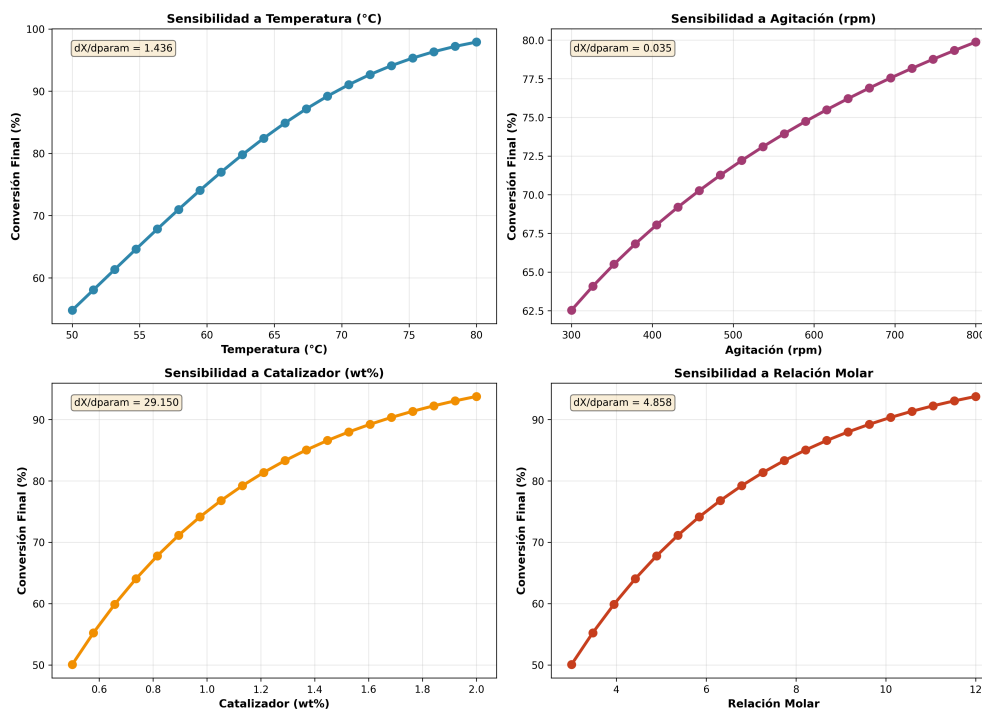 Sensibilidad a Temperatura (°C)
dX/dparam = 1.436
Conversión Final (%)
100
90
80
70
60
50 55 60 65 70 75 80
Temperatura (°C)
Sensibilidad a Agitación (rpm)
dX/dparam = 0.035
Conversión Final (%)
80.0
77.5
75.0
72.5
70.0
67.5
65.0
62.5
300 400 500 600 700 800
Agitación (rpm)
Sensibilidad a Catalizador (wt%)
dX/dparam = 29.150
Conversión Final (%)
90
80
70
60
50
0.6 0.8 1.0 1.2 1.4 1.6 1.8 2.0
Catalizador (wt%)
Sensibilidad a Relación Molar
dX/dparam = 4.858
Conversión Final (%)
90
80
70
60
50
4 6 8 10 12
Relación Molar